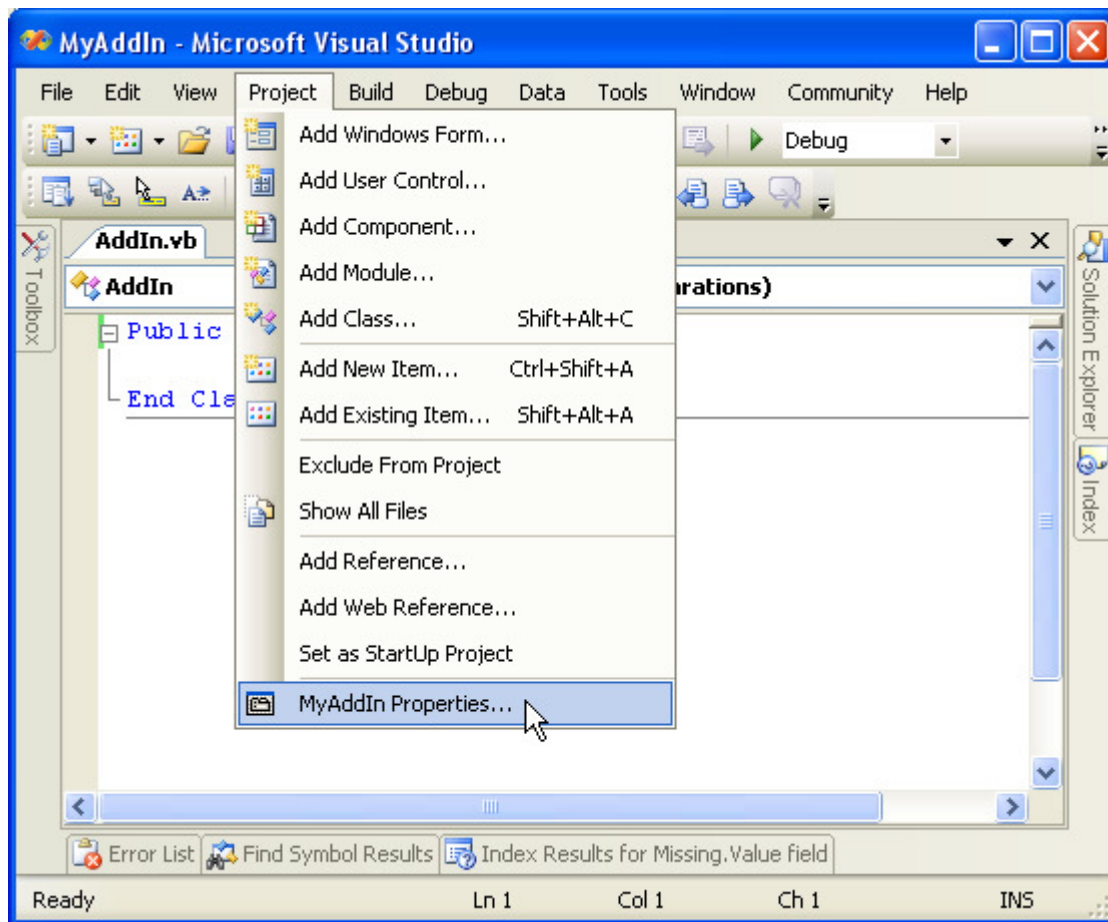 MyAddIn - Microsoft Visual Studio
File Edit View Project Build Debug Data Tools Window Community Help
Debug
Add Windows Form...
Add User Control...
Add Component...
Add Module...
Add Class... Shift+Alt+C
Add New Item... Ctrl+Shift+A
Add Existing Item... Shift+Alt+A
Exclude From Project
Show All Files
Add Reference...
Add Web Reference...
Set as StartUp Project
MyAddIn Properties...
Toolbox
AddIn.vb
AddIn
arations)
Public
End Cla
Solution Explorer
Index
Error List Find Symbol Results Index Results for Missing.Value field
Ready Ln 1 Col 1 Ch 1 INS